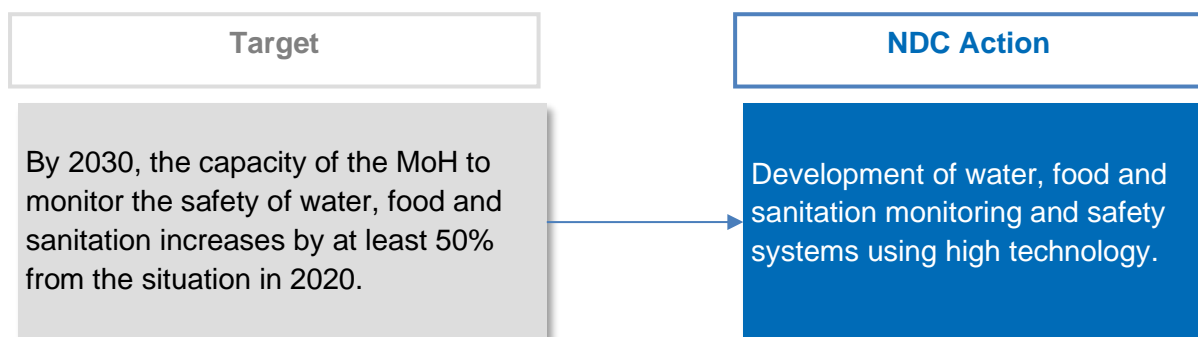 Target
NDC Action
By 2030, the capacity of the MoH to
monitor the safety of water, food and
sanitation increases by at least 50%
from the situation in 2020.
Development of water, food and
sanitation monitoring and safety
systems using high technology.